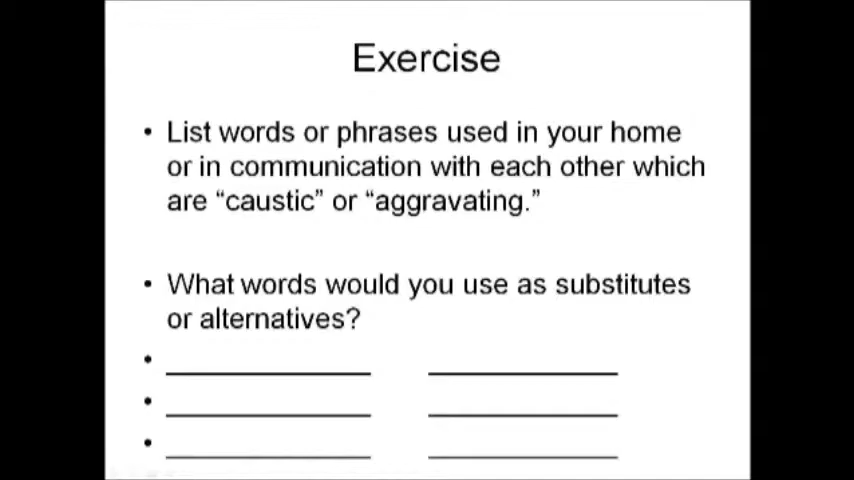 Exercise
• List words or phrases used in your home
or in communication with each other which
are “caustic” or “aggravating.”
• What words would you use as substitutes
or alternatives?